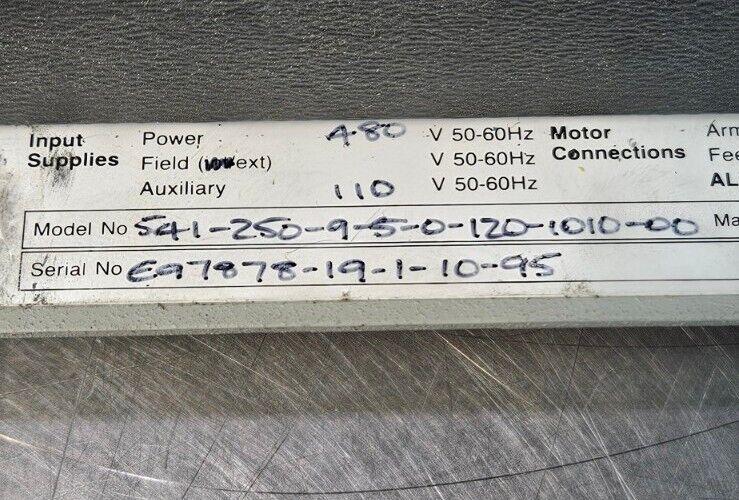 Input Power 480 V 50-60Hz Motor Arm
Supplies Field (ext) V 50-60Hz Connections Fee
Auxiliary 110 V 50-60Hz AL
Model No 541-250-9-5-0-120-1010-00 Ma
Serial No E97878-19-1-10-95